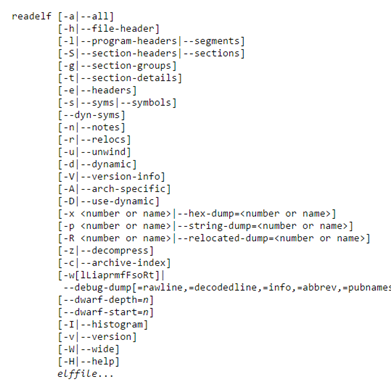 readelf [-a|--all]
[-h|--file-header]
[-l|--program-headers|--segments]
[-S|--section-headers|--sections]
[-g|--section-groups]
[-t|--section-details]
[-e|--headers]
[-s|--syms|--symbols]
[--dyn-syms]
[-n|--notes]
[-r|--relocs]
[-u|--unwind]
[-d|--dynamic]
[-V|--version-info]
[-A|--arch-specific]
[-D|--use-dynamic]
[-x <number or name>|--hex-dump=<number or name>]
[-p <number or name>|--string-dump=<number or name>]
[-R <number or name>|--relocated-dump=<number or name>]
[-z|--decompress]
[-c|--archive-index]
[-w[lLiaprmfFsoRt]|
--debug-dump[=rawline,=decodedline,=info,=abbrev,=pubnames
[--dwarf-depth=n]
[--dwarf-start=n]
[-I|--histogram]
[-v|--version]
[-W|--wide]
[-H|--help]
elffile...